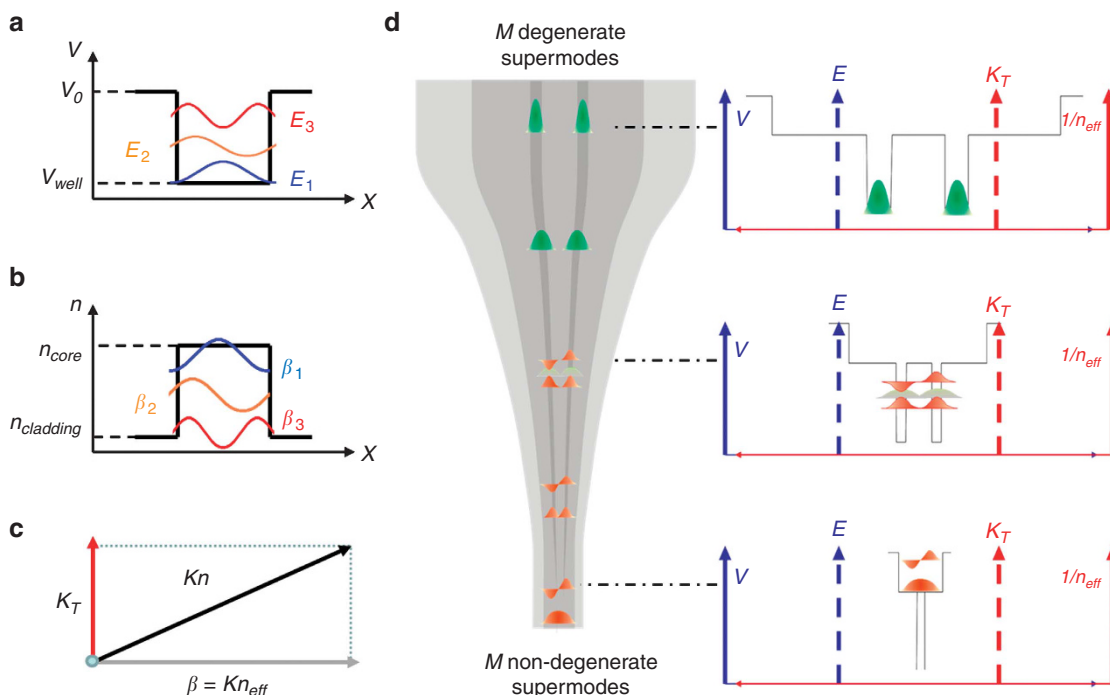 a
V
V0
E3
E2
Vwell
E1
X
b
n
ncore
β1
β2
β3
ncladding
X
c
Kn
KT
β = Kneff
d
M degenerate
supermodes
E
KT
V
1/neff
E
KT
V
1/neff
E
KT
V
1/neff
M non-degenerate
supermodes